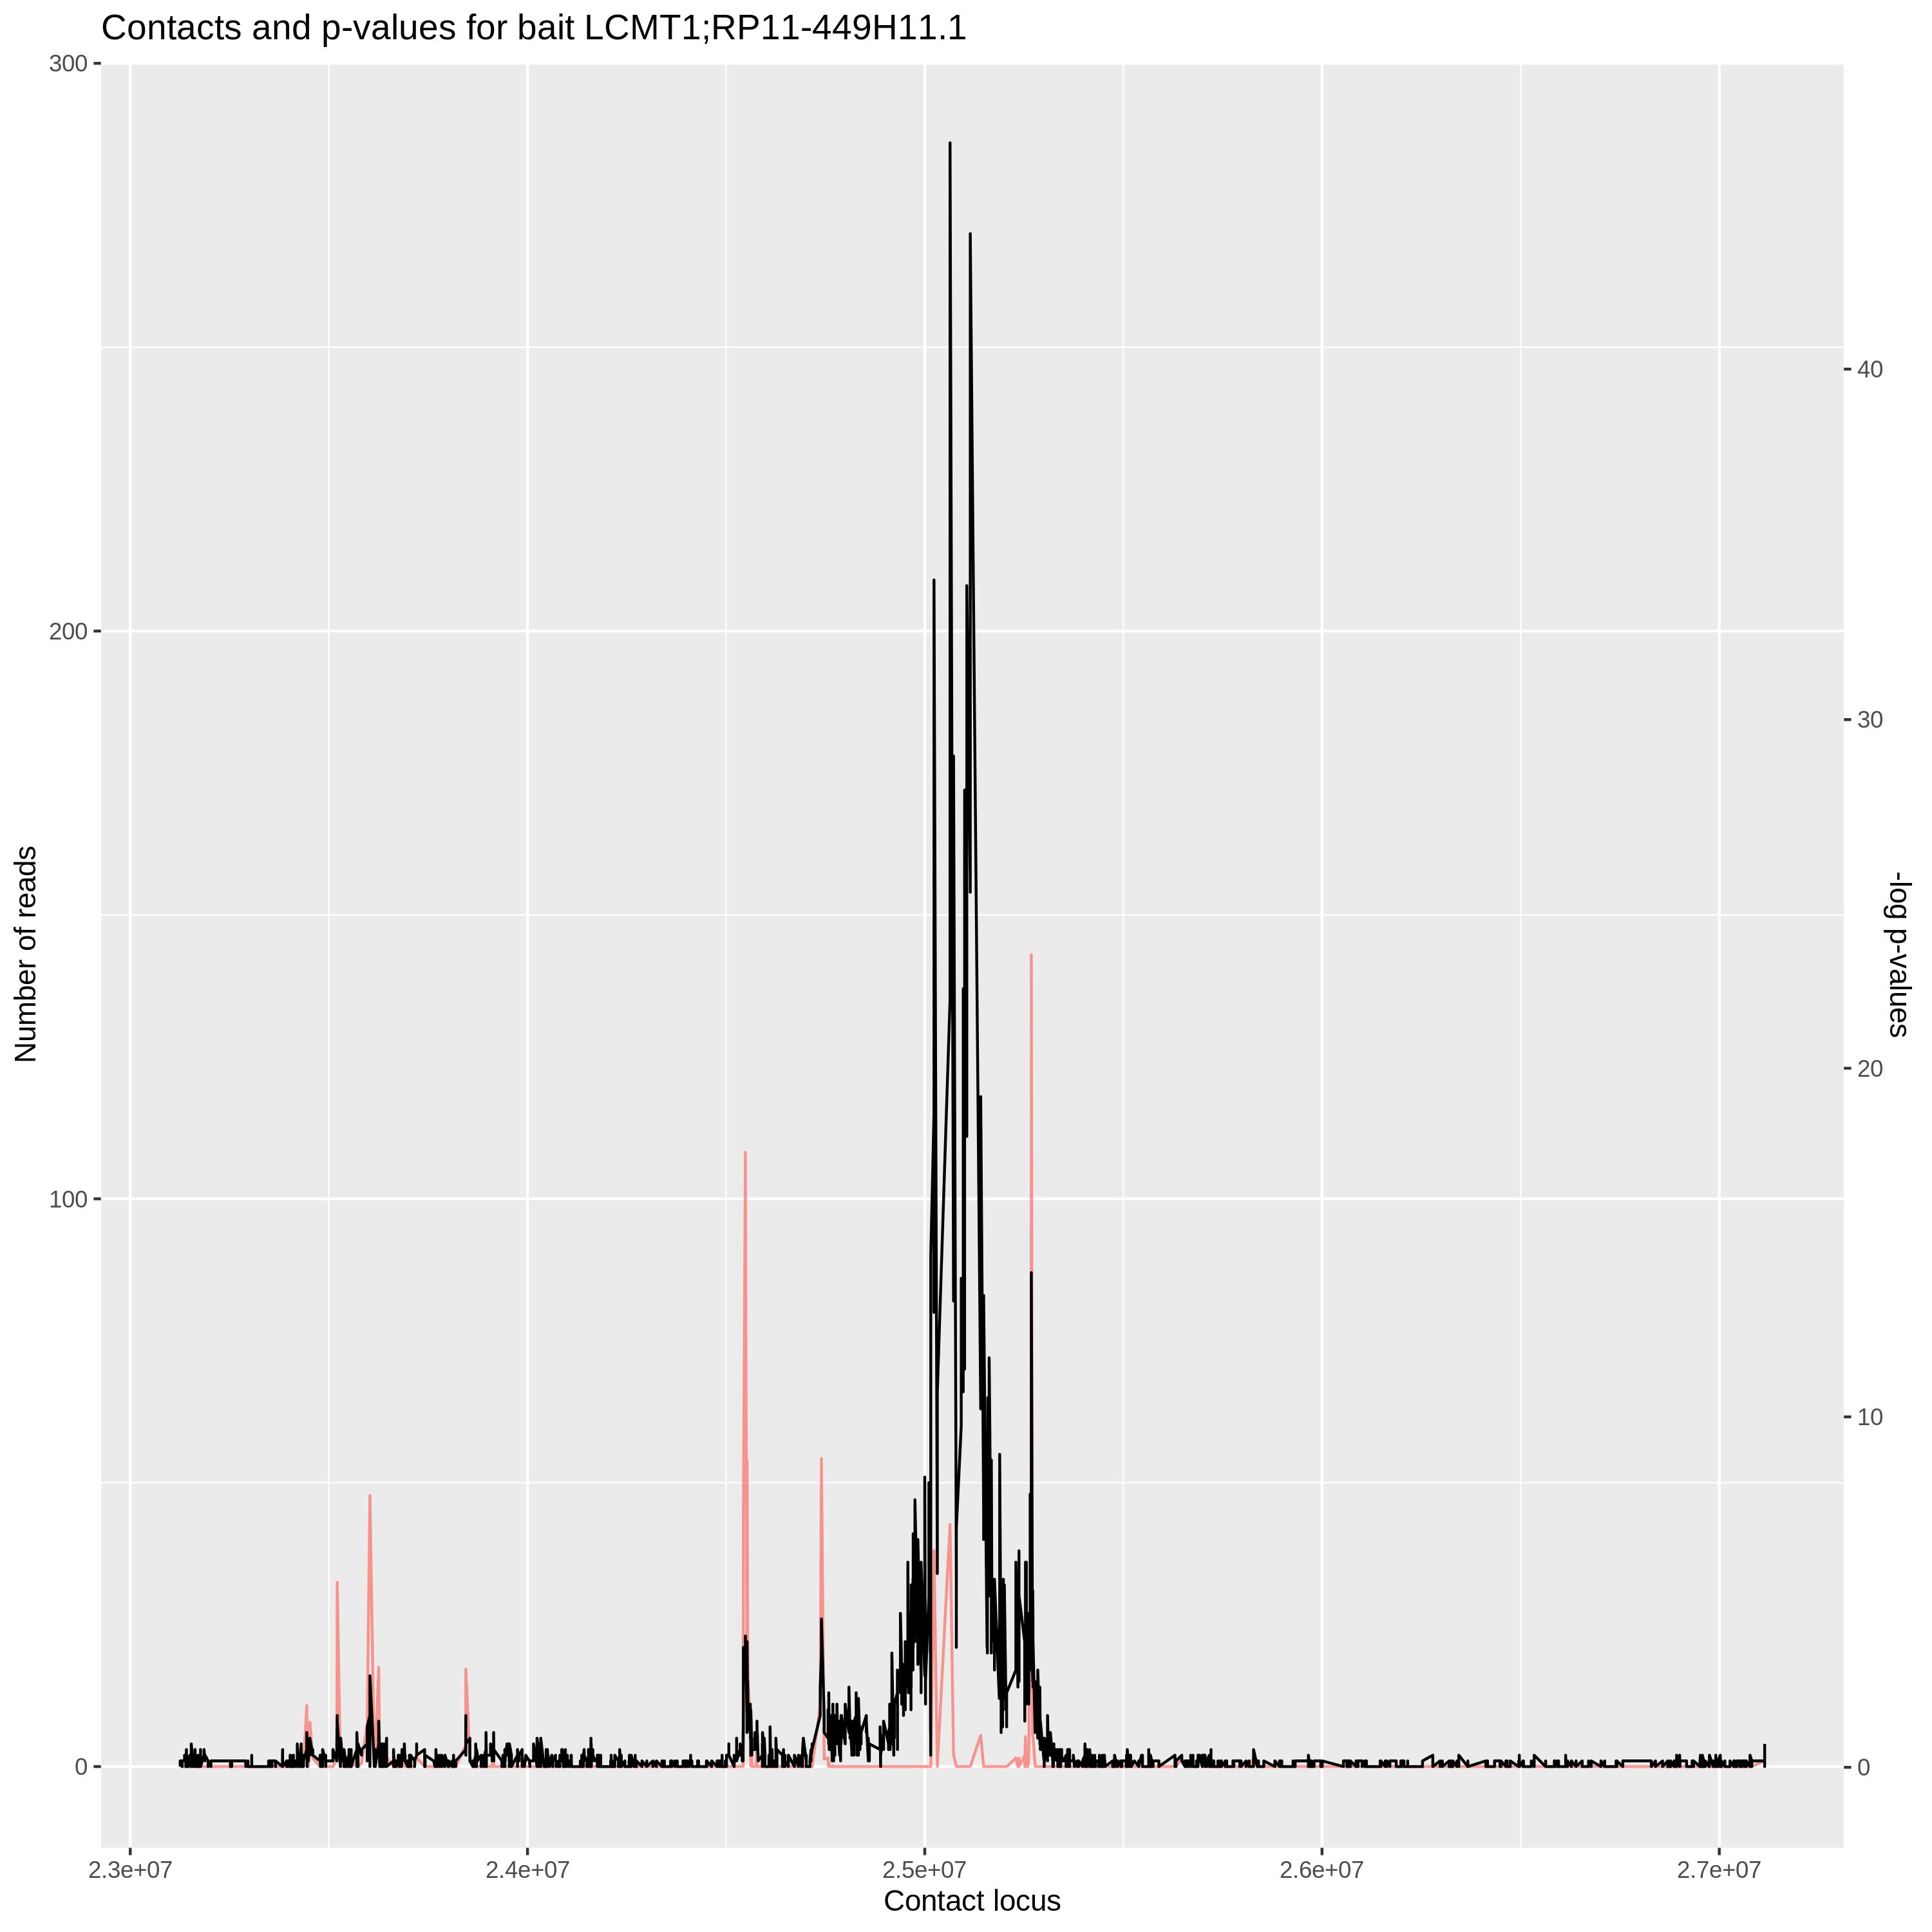 Contacts and p-values for bait LCMT1;RP11-449H11.1
300
200
100
0
Number of reads
40
30
20
10
0
-log p-values
2.3e+07
2.4e+07
2.5e+07
2.6e+07
2.7e+07
Contact locus